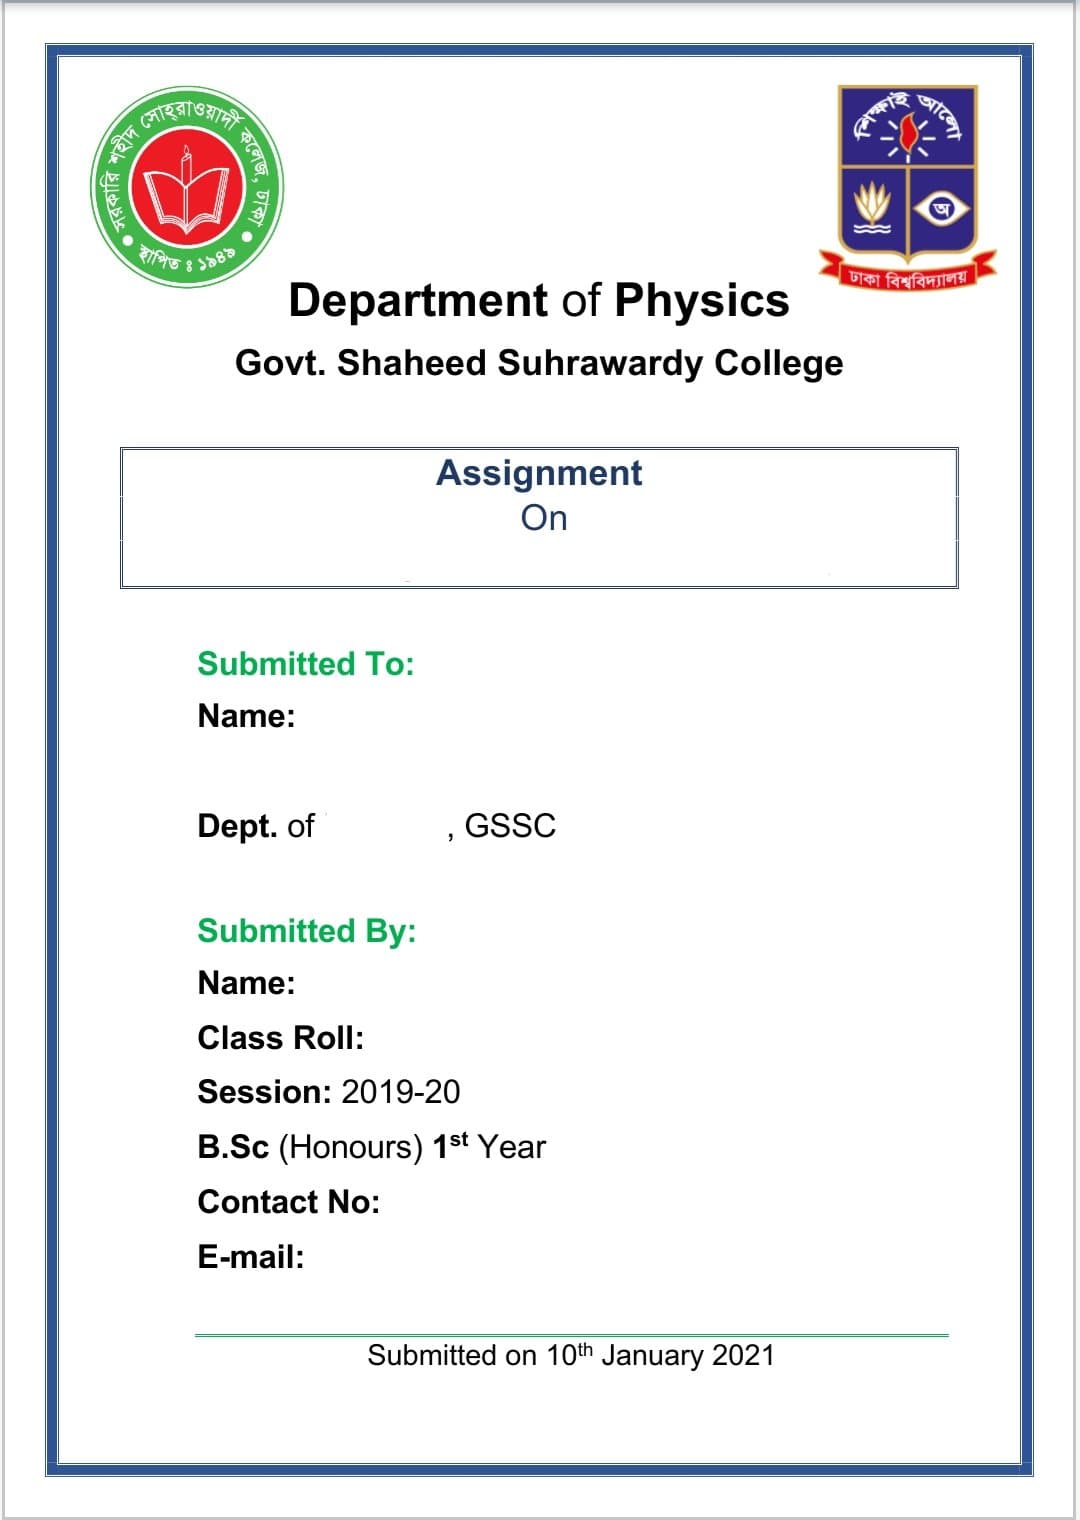 সরকারি শহীদ সোহরাওয়ার্দী কলেজ, ঢাকা
স্থাপিত ঃ ১৯৪৯
শিক্ষাই আলো
অ
ঢাকা বিশ্ববিদ্যালয়
Department of Physics
Govt. Shaheed Suhrawardy College
Assignment
On
Submitted To:
Name:
Dept. of , GSSC
Submitted By:
Name:
Class Roll:
Session: 2019-20
B.Sc (Honours) 1st Year
Contact No:
E-mail:
Submitted on 10th January 2021